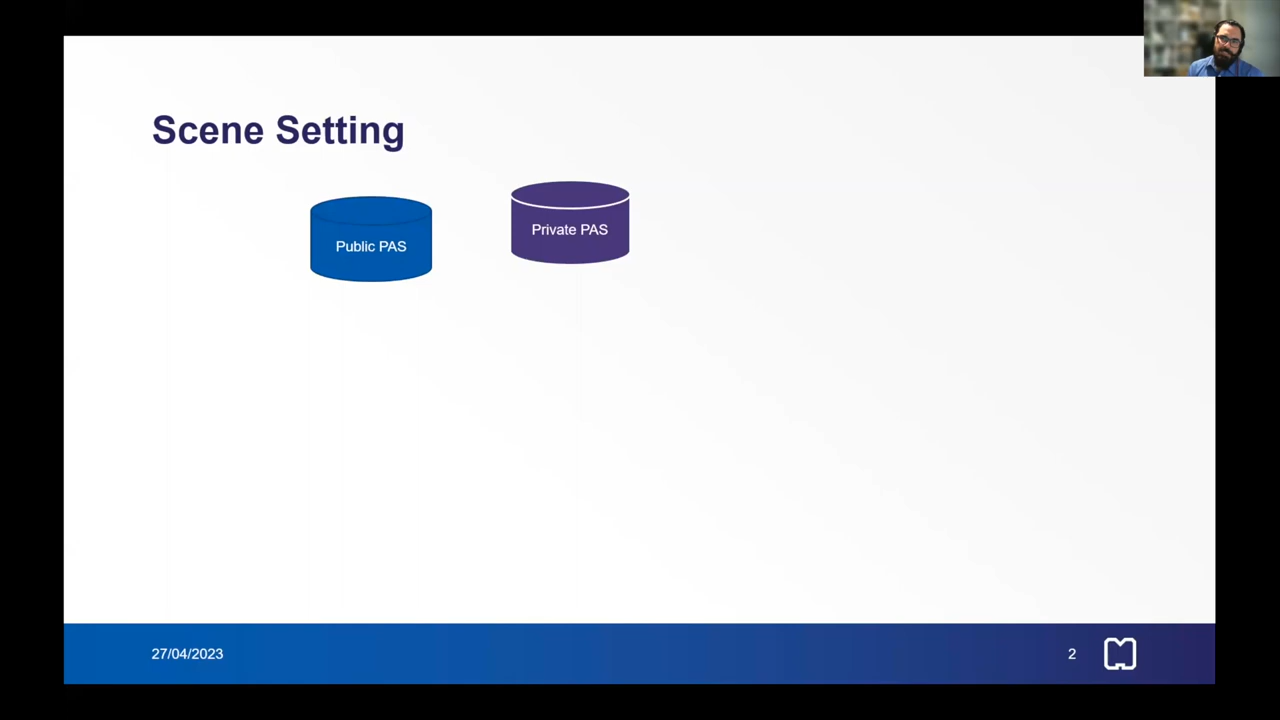 Scene Setting
Public PAS
Private PAS
27/04/2023
2